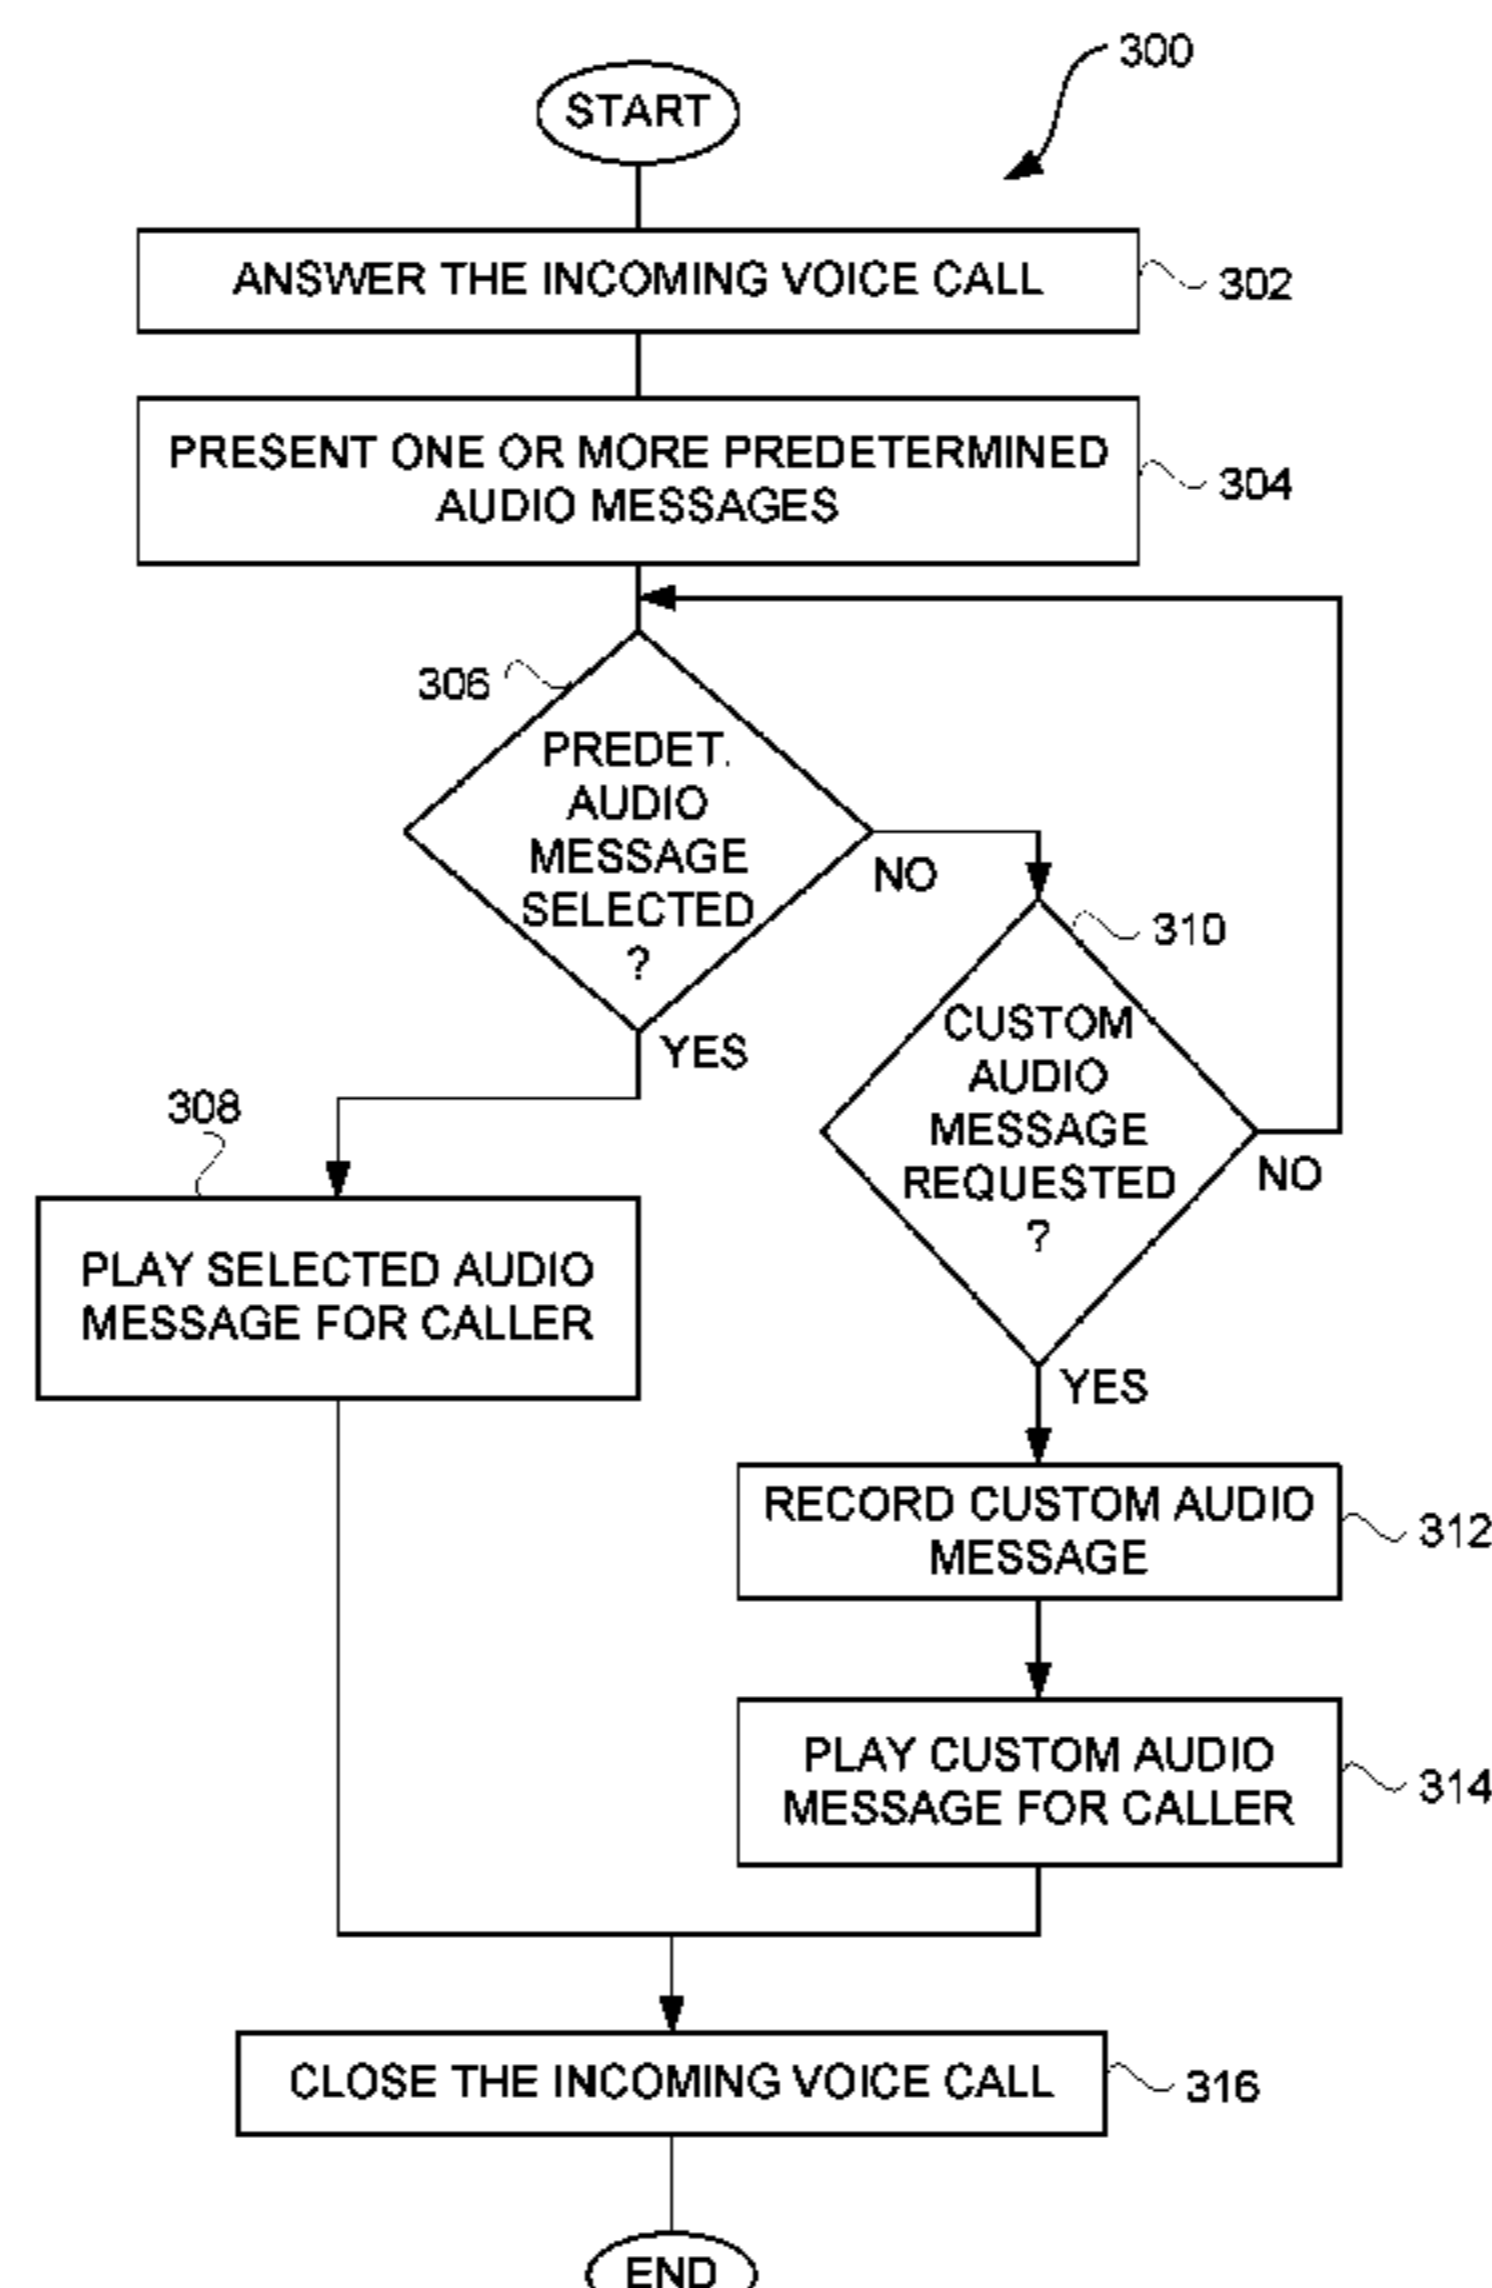 300
START
ANSWER THE INCOMING VOICE CALL
302
PRESENT ONE OR MORE PREDETERMINED
AUDIO MESSAGES
304
306
PREDET.
AUDIO
MESSAGE
SELECTED
?
NO
YES
310
CUSTOM
AUDIO
MESSAGE
REQUESTED
?
NO
YES
308
PLAY SELECTED AUDIO
MESSAGE FOR CALLER
RECORD CUSTOM AUDIO
MESSAGE
312
PLAY CUSTOM AUDIO
MESSAGE FOR CALLER
314
CLOSE THE INCOMING VOICE CALL
316
END